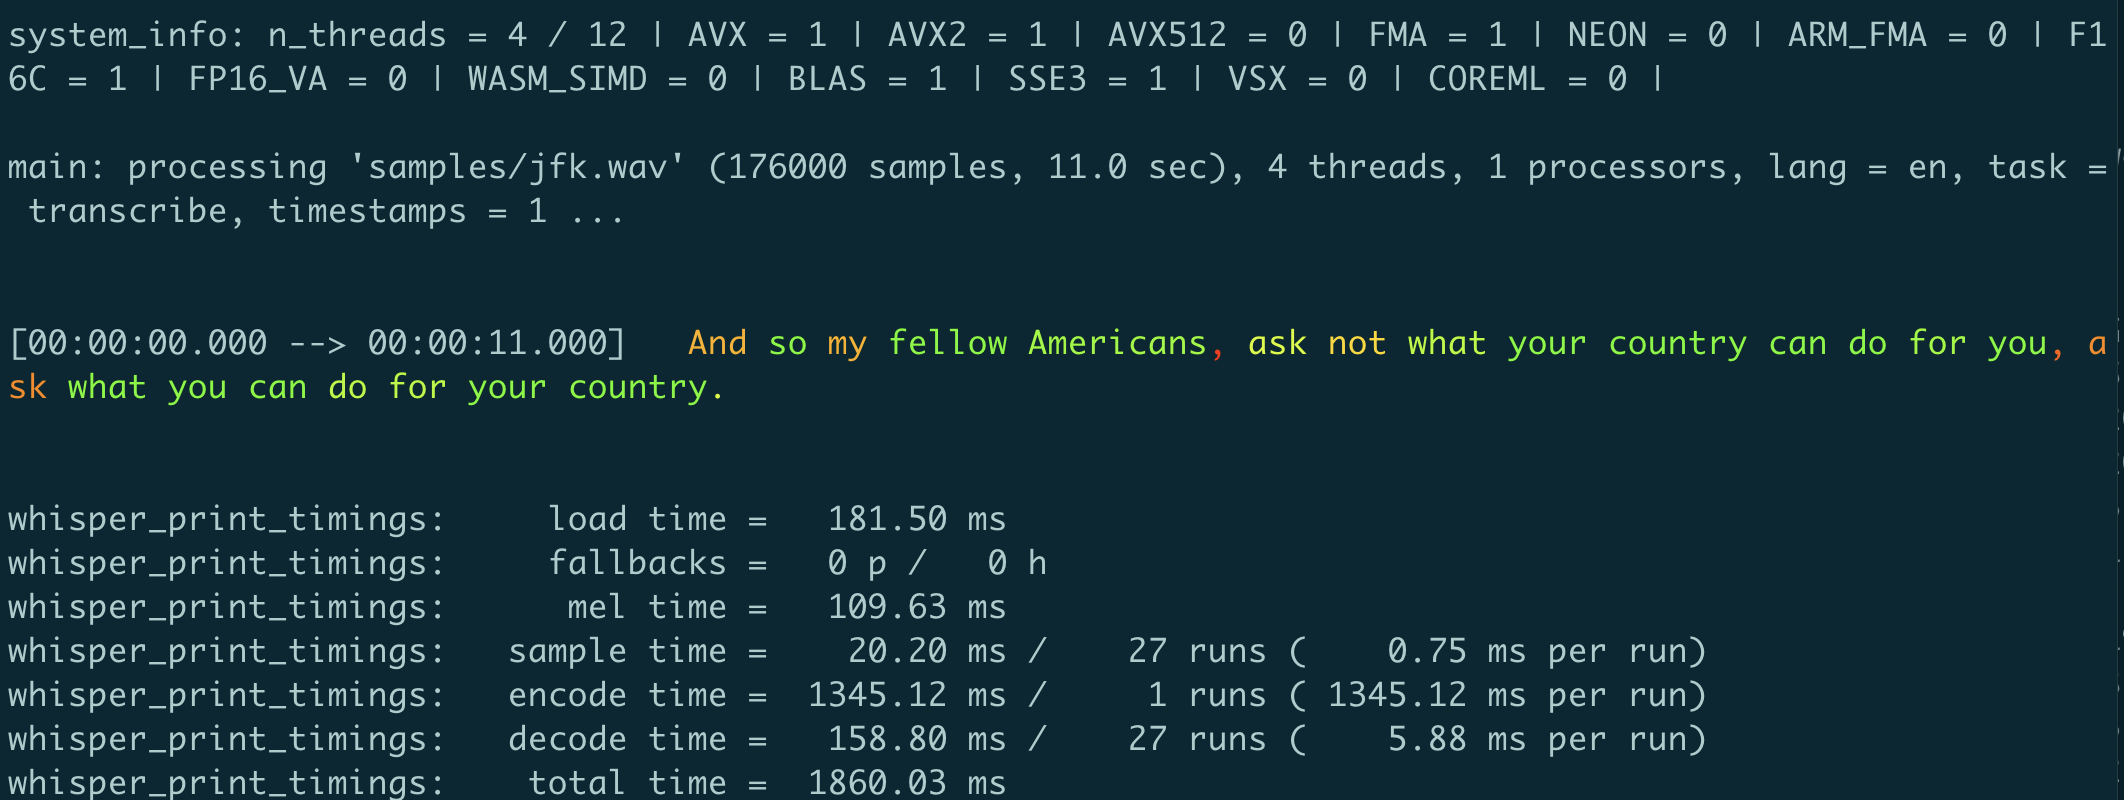 system_info: n_threads = 4 / 12 | AVX = 1 | AVX2 = 1 | AVX512 = 0 | FMA = 1 | NEON = 0 | ARM_FMA = 0 | F1
6C = 1 | FP16_VA = 0 | WASM_SIMD = 0 | BLAS = 1 | SSE3 = 1 | VSX = 0 | COREML = 0 |
main: processing 'samples/jfk.wav' (176000 samples, 11.0 sec), 4 threads, 1 processors, lang = en, task =
 transcribe, timestamps = 1 ...
[00:00:00.000 --> 00:00:11.000]   And so my fellow Americans, ask not what your country can do for you, a
sk what you can do for your country.
whisper_print_timings:     load time =   181.50 ms
whisper_print_timings:     fallbacks =   0 p /   0 h
whisper_print_timings:      mel time =   109.63 ms
whisper_print_timings:   sample time =    20.20 ms /    27 runs (    0.75 ms per run)
whisper_print_timings:   encode time =  1345.12 ms /     1 runs ( 1345.12 ms per run)
whisper_print_timings:   decode time =   158.80 ms /    27 runs (    5.88 ms per run)
whisper_print_timings:    total time =  1860.03 ms